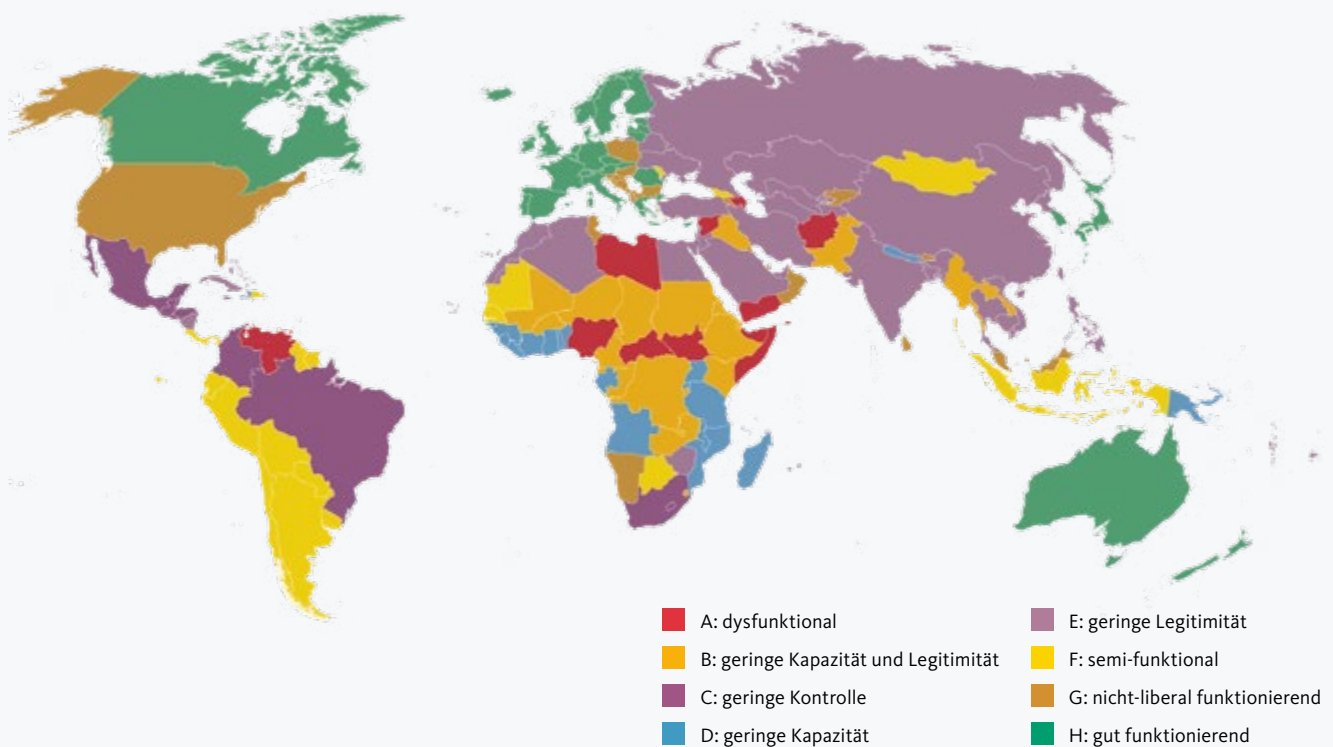 A: dysfunktional
B: geringe Kapazität und Legitimität
C: geringe Kontrolle
D: geringe Kapazität
E: geringe Legitimität
F: semi-funktional
G: nicht-liberal funktionierend
H: gut funktionierend